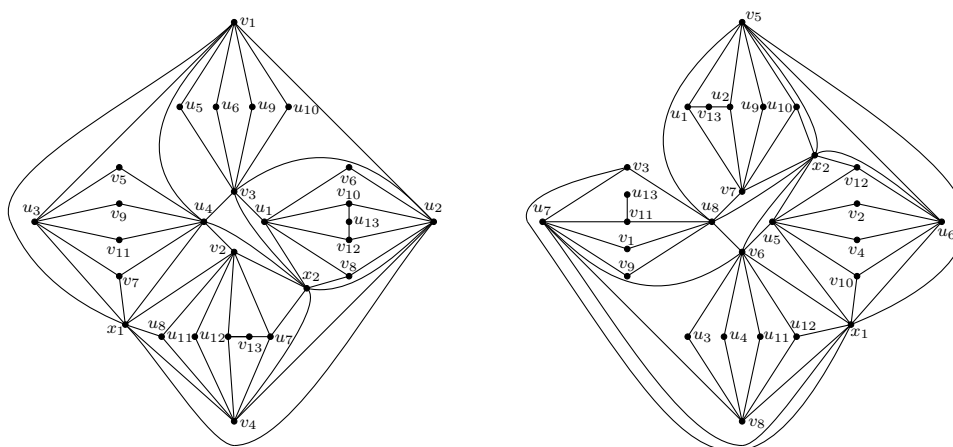 v₁
u₅ u₆ u₉ u₁₀
v₅ v₃ v₆
v₁₀
u₃ v₉ u₄ u₁ u₁₃ u₂
v₁₁ v₂ v₁₂
v₇ x₂ v₈
x₁ u₈ u₁₁ u₁₂ v₁₃ u₇
v₄
v₅
u₁ v₁₃ u₂ u₉ u₁₀
v₃ x₂ v₁₂
u₁₃ v₇
u₇ v₁₁ u₈ u₅ v₂ u₆
v₁ v₆ v₄
v₉ v₁₀
u₃ u₄ u₁₁ u₁₂ x₁
v₈